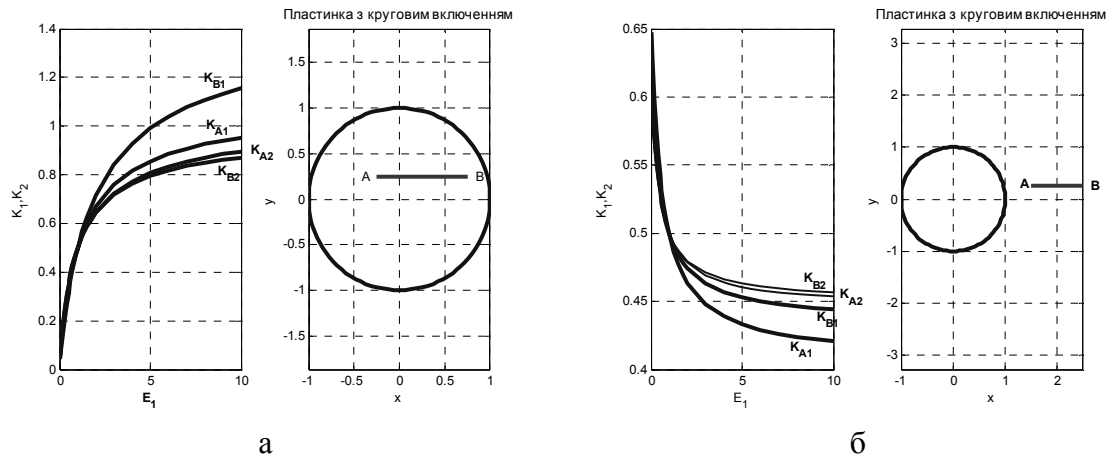 Пластинка з круговим включенням
1.4
1.2
1
0.8
0.6
0.4
0.2
0
K1,K2
KB1
KA1
KA2
KB2
0 5 10
E1
1.5
1
0.5
0
-0.5
-1
-1.5
y
A B
-1 -0.5 0 0.5 1
x
а
Пластинка з круговим включенням
0.65
0.6
0.55
0.5
0.45
0.4
K1,K2
KB2
KA2
KB1
KA1
0 5 10
E1
3
2
1
0
-1
-2
-3
y
A B
-1 0 1 2
x
б